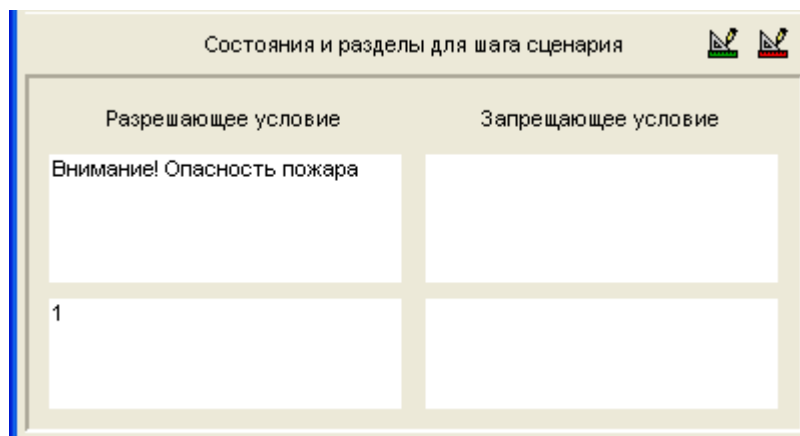 Состояния и разделы для шага сценария
Разрешающее условие
Запрещающее условие
Внимание! Опасность пожара
1